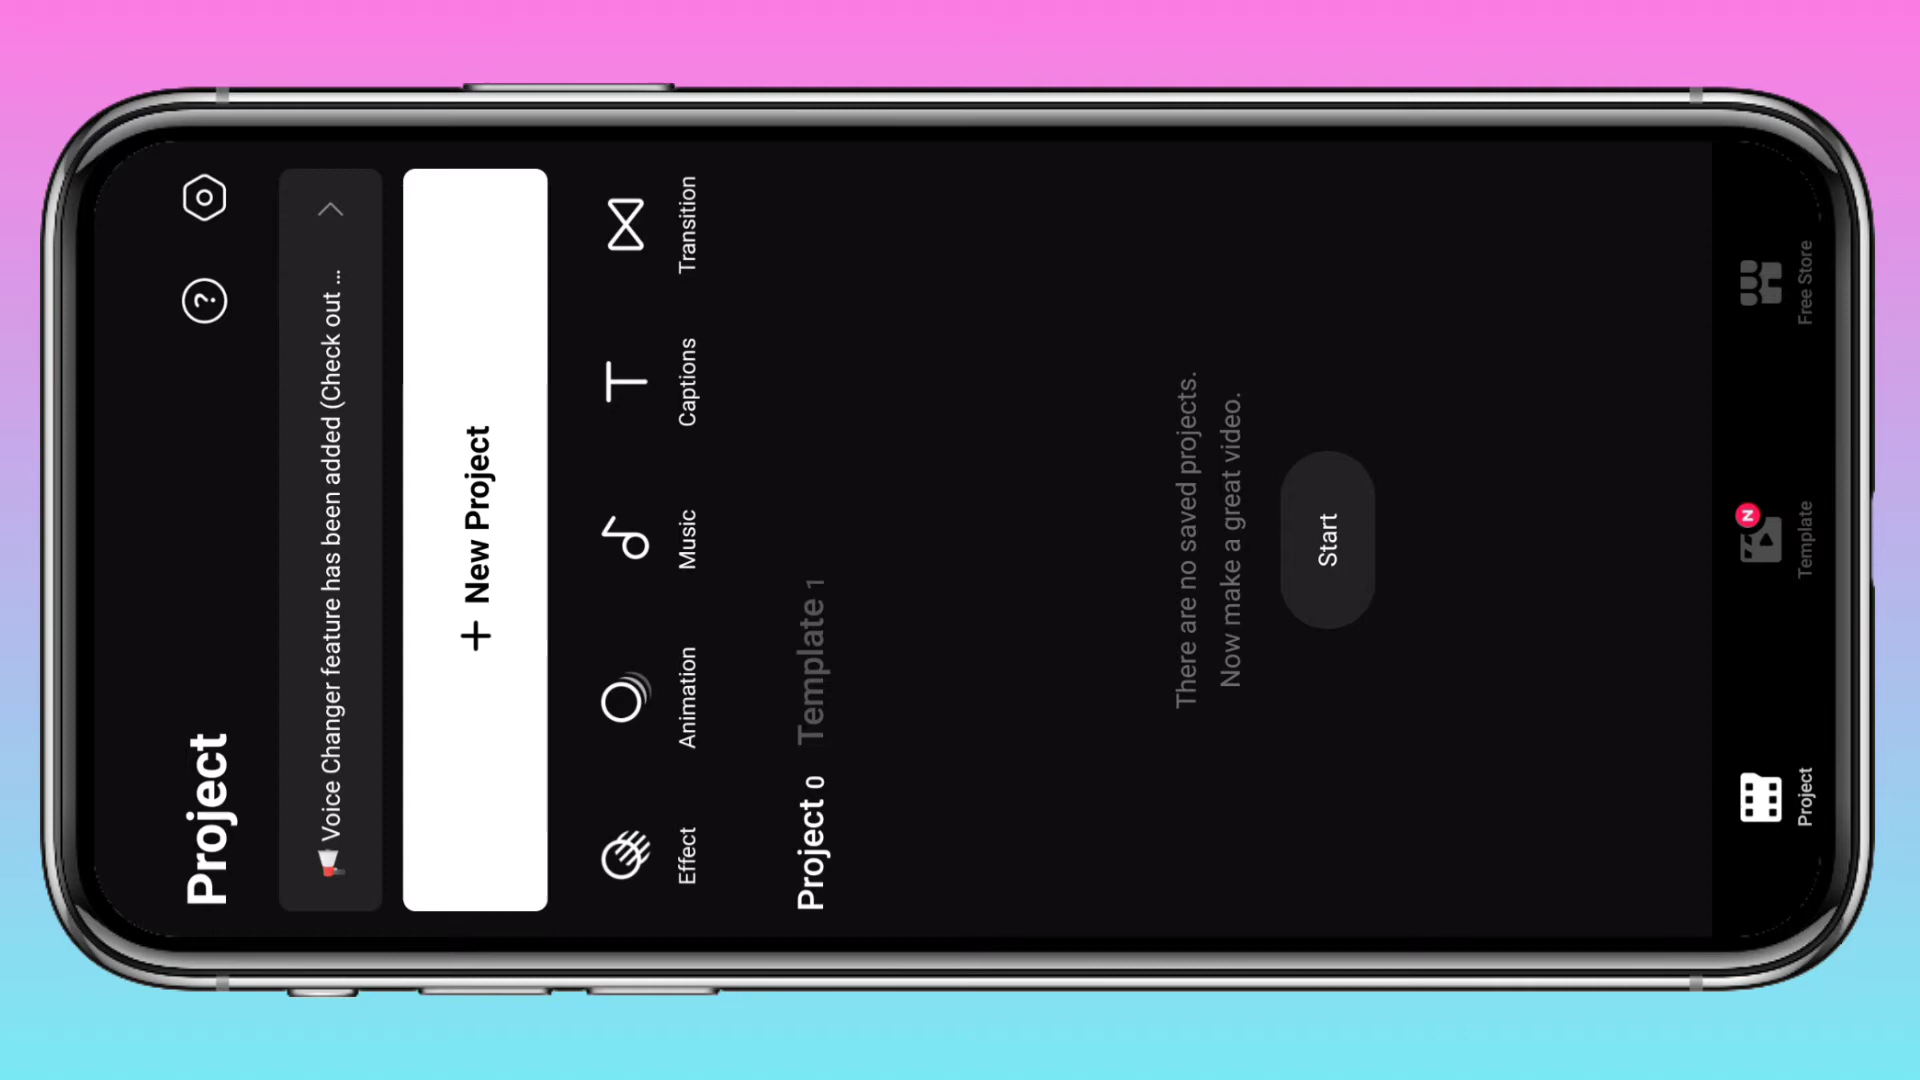 Project
?
Voice Changer feature has been added (Check out ...
+ New Project
Effect
Animation
Music
Captions
Transition
Project 0
Template 1
There are no saved projects.
Now make a great video.
Start
Project
N
Template
Free Store